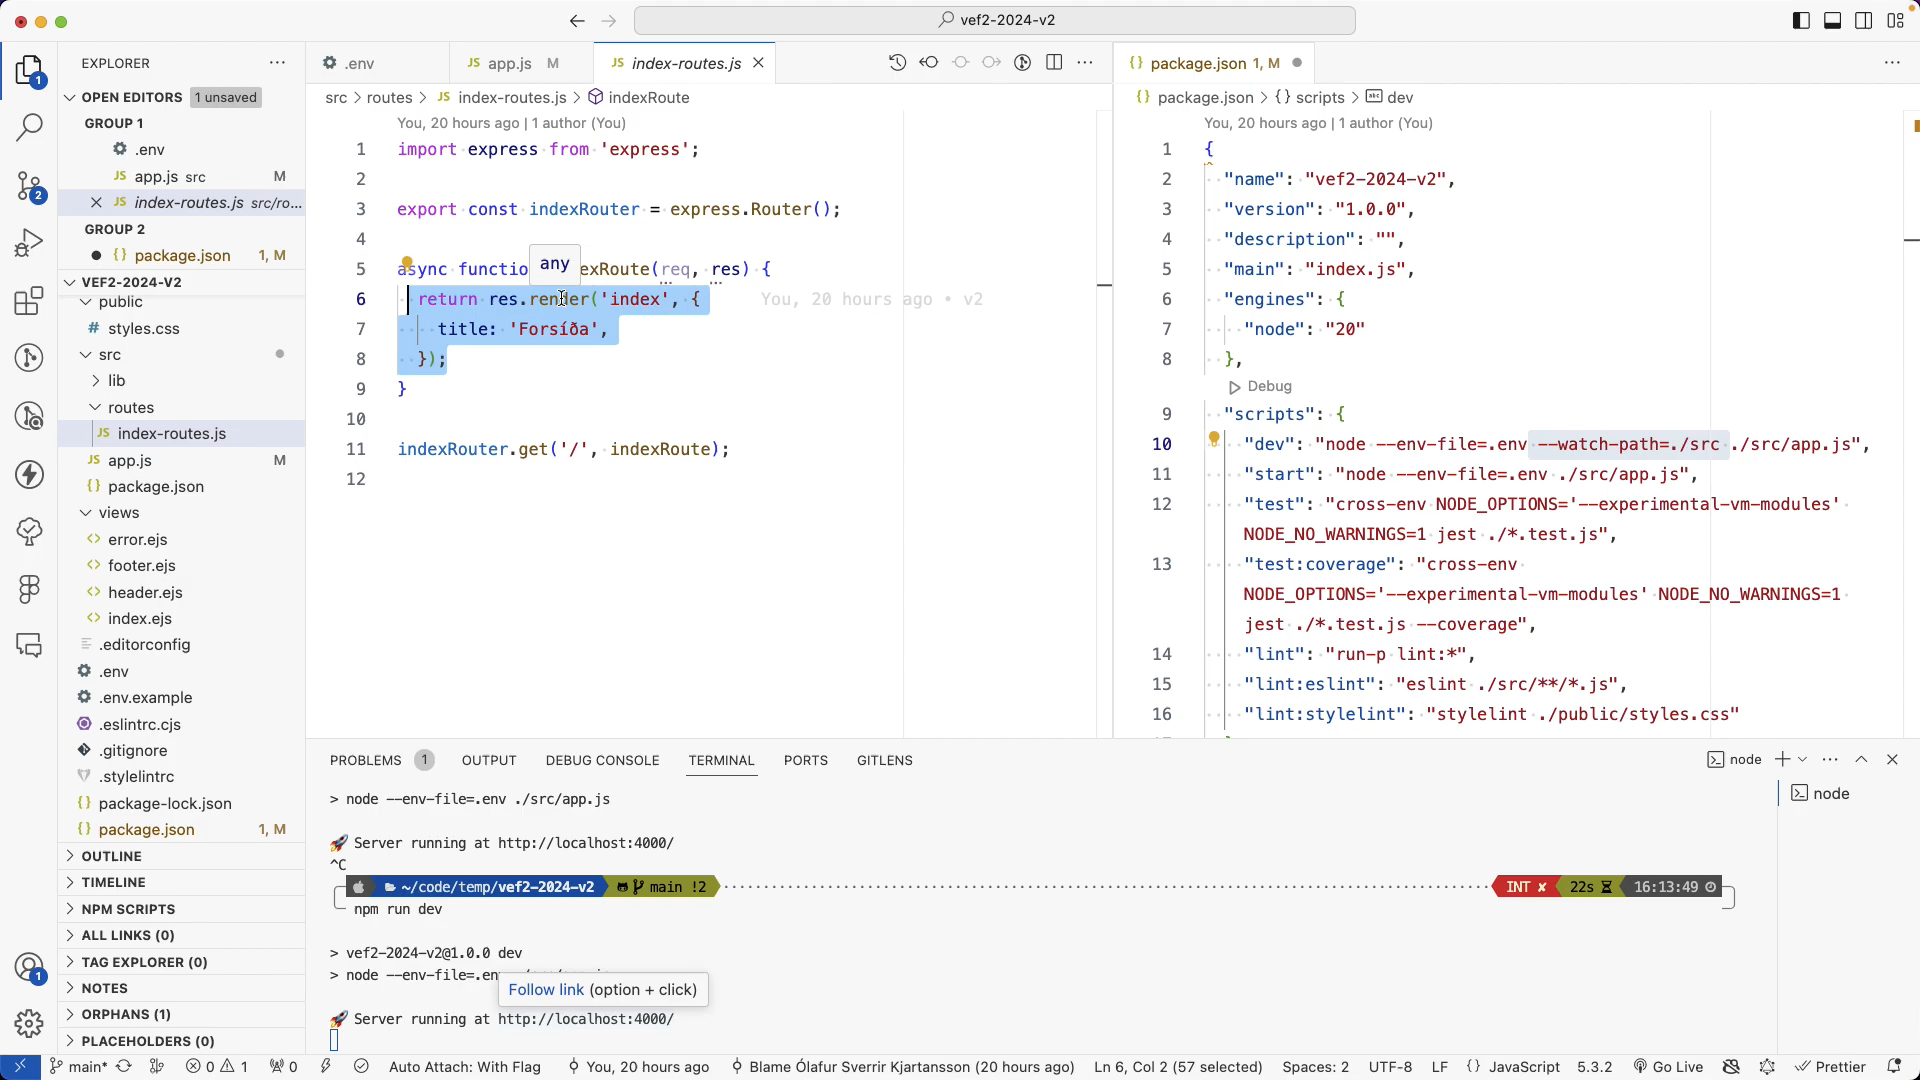 vef2-2024-v2
EXPLORER
OPEN EDITORS 1 unsaved
GROUP 1
.env
JS app.js src M
JS index-routes.js src/ro...
GROUP 2
{} package.json 1, M
VEF2-2024-V2
public
# styles.css
src
lib
routes
JS index-routes.js
JS app.js M
{} package.json
views
<> error.ejs
<> footer.ejs
<> header.ejs
<> index.ejs
.editorconfig
.env
.env.example
.eslintrc.cjs
.gitignore
.stylelintrc
{} package-lock.json
{} package.json 1, M
OUTLINE
TIMELINE
NPM SCRIPTS
ALL LINKS (0)
TAG EXPLORER (0)
NOTES
ORPHANS (1)
PLACEHOLDERS (0)
1
2
1
.env
JS app.js M
JS index-routes.js
src > routes > JS index-routes.js > indexRoute
You, 20 hours ago | 1 author (You)
1 import express from 'express';
2
3 export const indexRouter = express.Router();
4
any
5 async functio exRoute(req, res) {
6 return res.render('index', { You, 20 hours ago • v2
7 title: 'Forsíða',
8 });
9 }
10
11 indexRouter.get('/', indexRoute);
12
{} package.json 1, M
{} package.json > {} scripts > abc dev
You, 20 hours ago | 1 author (You)
1 {
2 "name": "vef2-2024-v2",
3 "version": "1.0.0",
4 "description": "",
5 "main": "index.js",
6 "engines": {
7 "node": "20"
8 },
Debug
9 "scripts": {
10 "dev": "node --env-file=.env --watch-path=./src ./src/app.js",
11 "start": "node --env-file=.env ./src/app.js",
12 "test": "cross-env NODE_OPTIONS='--experimental-vm-modules'
NODE_NO_WARNINGS=1 jest ./*.test.js",
13 "test:coverage": "cross-env
NODE_OPTIONS='--experimental-vm-modules' NODE_NO_WARNINGS=1
jest ./*.test.js --coverage",
14 "lint": "run-p lint:*",
15 "lint:eslint": "eslint ./src/**/*.js",
16 "lint:stylelint": "stylelint ./public/styles.css"
PROBLEMS 1 OUTPUT DEBUG CONSOLE TERMINAL PORTS GITLENS
node
node
> node --env-file=.env ./src/app.js
🚀 Server running at http://localhost:4000/
^C
~/code/temp/vef2-2024-v2 main !2 INT ✘ 22s 16:13:49
npm run dev
> vef2-2024-v2@1.0.0 dev
> node --env-file=.en
Follow link (option + click)
🚀 Server running at http://localhost:4000/
main* 0 1 0 Auto Attach: With Flag You, 20 hours ago Blame Ólafur Sverrir Kjartansson (20 hours ago) Ln 6, Col 2 (57 selected) Spaces: 2 UTF-8 LF {} JavaScript 5.3.2 Go Live Prettier